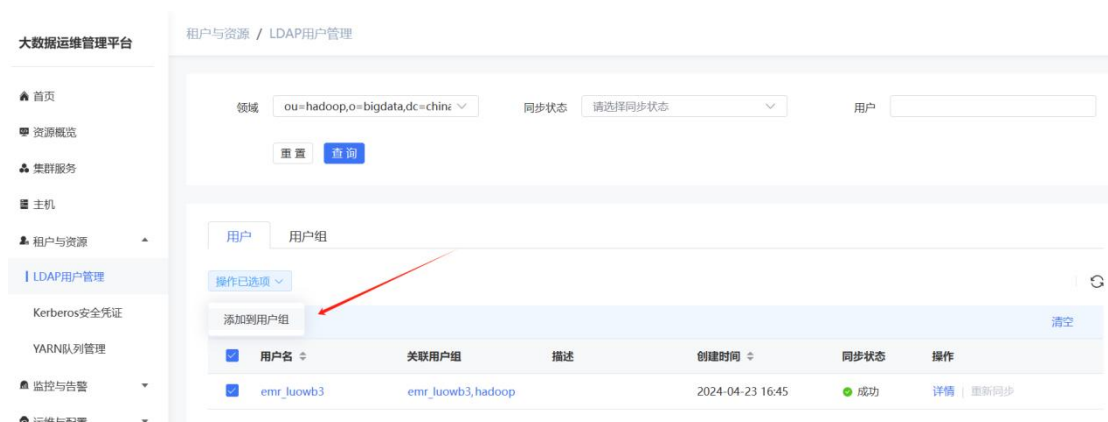 大数据运维管理平台
租户与资源 / LDAP用户管理
首页
资源概览
集群服务
主机
租户与资源
LDAP用户管理
Kerberos安全凭证
YARN队列管理
监控与告警
领域 ou=hadoop,o=bigdata,dc=china 同步状态 请选择同步状态 用户
重置 查询
用户 用户组
操作已选项
添加到用户组
清空
用户名 关联用户组 描述 创建时间 同步状态 操作
emr_luowb3 emr_luowb3,hadoop 2024-04-23 16:45 成功 详情 | 重新同步